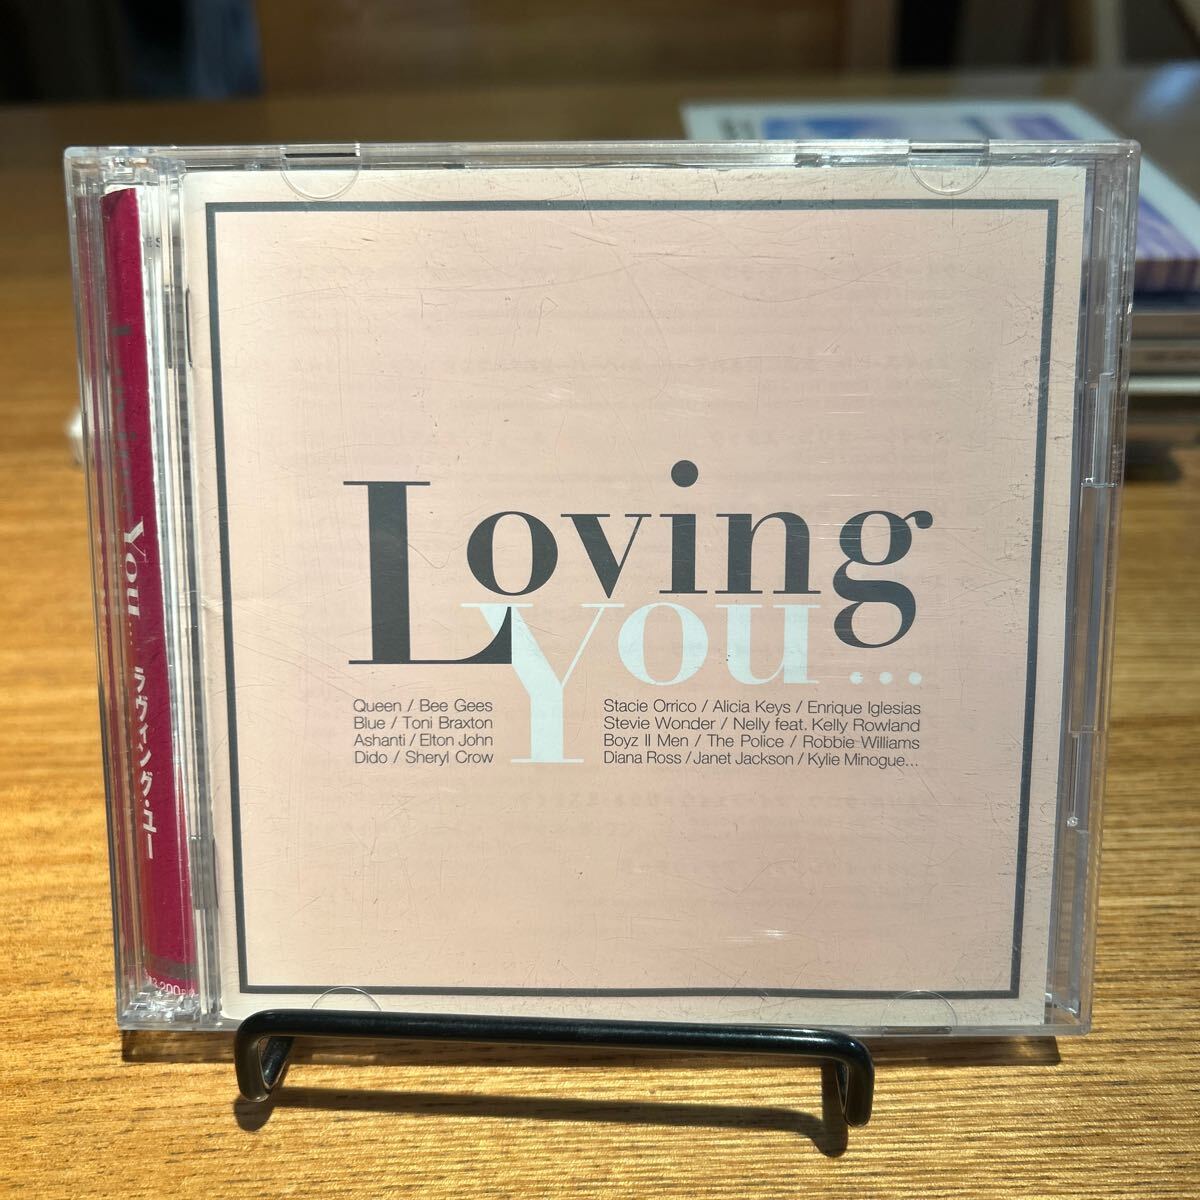 Loving
You...
Queen / Bee Gees
Blue / Toni Braxton
Ashanti / Elton John
Dido / Sheryl Crow
Stacie Orrico / Alicia Keys / Enrique Iglesias
Stevie Wonder / Nelly feat. Kelly Rowland
Boyz II Men / The Police / Robbie Williams
Diana Ross / Janet Jackson / Kylie Minogue...
Loving You... ラヴィング・ユー